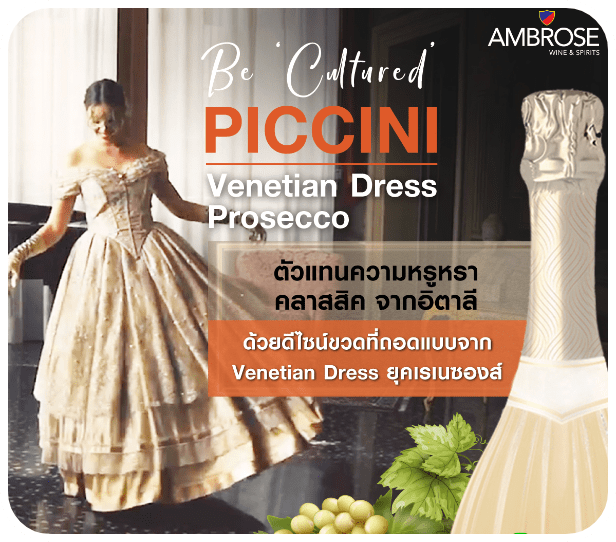 AMBROSE
WINE & SPIRITS
Be 'Cultured'
PICCINI
Venetian Dress
Prosecco
ตัวแทนความหรูหรา
คลาสสิค จากอิตาลี
ด้วยดีไซน์ขวดที่ถอดแบบจาก
Venetian Dress ยุคเรเนซองส์